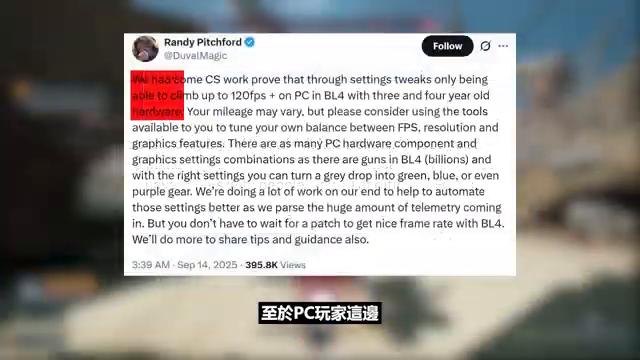 Randy Pitchford
@DuvalMagic
Follow
We had some CS work prove that through settings tweaks only being
able to climb up to 120fps + on PC in BL4 with three and four year old
hardware. Your mileage may vary, but please consider using the tools
available to you to tune your own balance between FPS, resolution and
graphics features. There are as many PC hardware component and
graphics settings combinations as there are guns in BL4 (billions) and
with the right settings you can turn a grey drop into green, blue, or even
purple gear. We're doing a lot of work on our end to help to automate
those settings better as we parse the huge amount of telemetry coming
in. But you don't have to wait for a patch to get nice frame rate with BL4.
We'll do more to share tips and guidance also.
3:39 AM · Sep 14, 2025 · 395.8K Views
至於PC玩家這邊